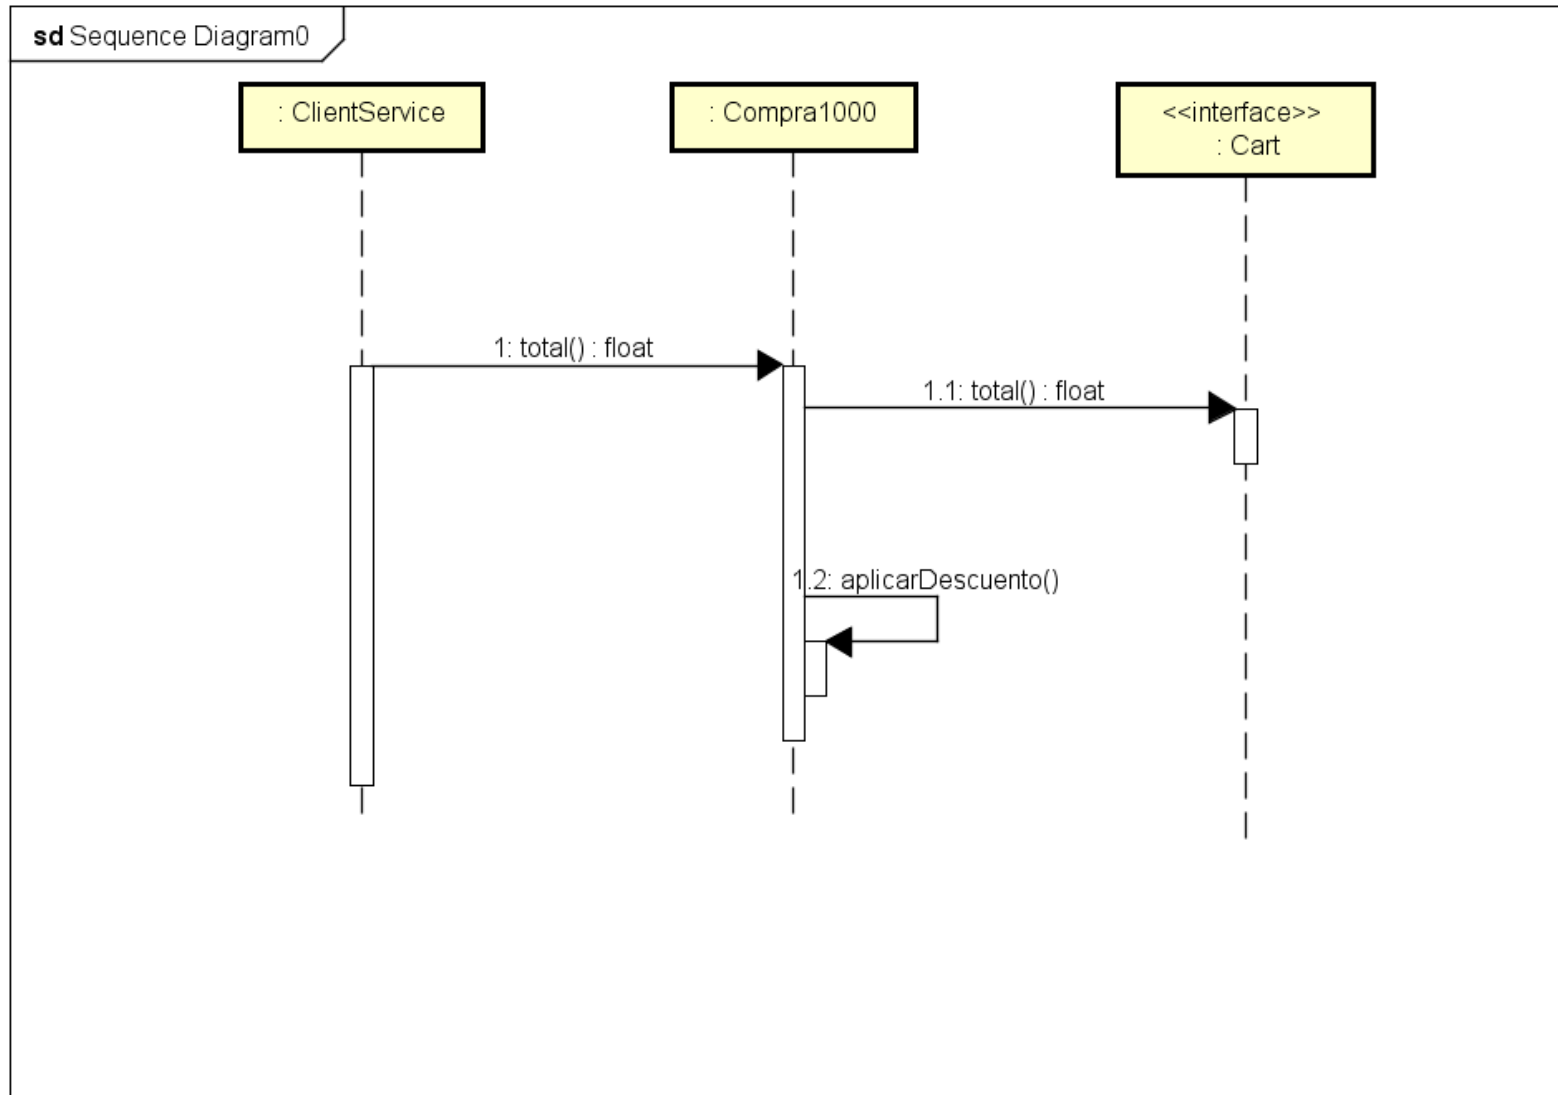 sd Sequence Diagram0
: ClientService
: Compra1000
<<interface>>
: Cart
1: total() : float
1.1: total() : float
1.2: aplicarDescuento()